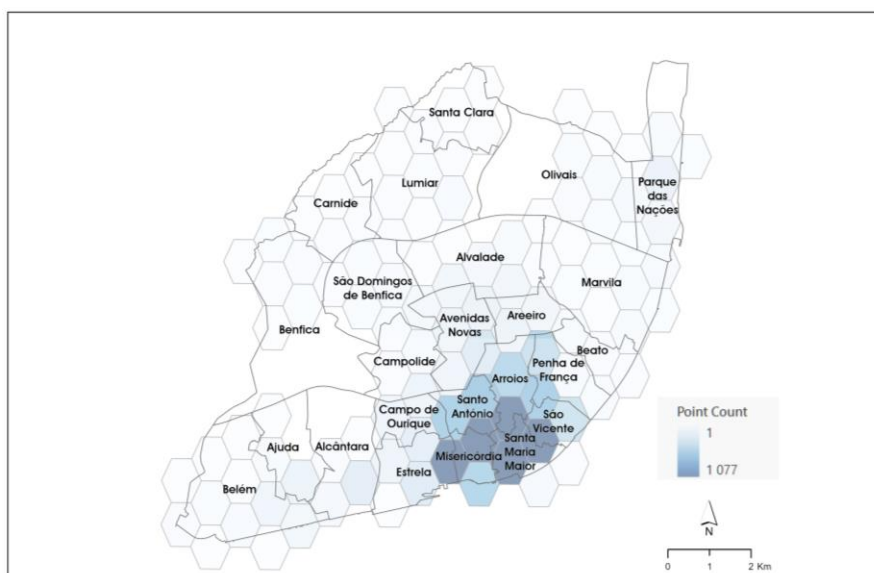 Santa Clara
Lumiar
Olivais
Parque
das
Nações
Carnide
Alvalade
São Domingos
de Benfica
Marvila
Benfica
Avenidas
Novas
Areeiro
Beato
Campolide
Arroios
Penha de
França
Campo de
Ourique
Santo
António
São
Vicente
Ajuda
Alcântara
Misericórdia
Santa
Maria
Maior
Estrela
Belém
Point Count
1
1 077
N
0 1 2 Km